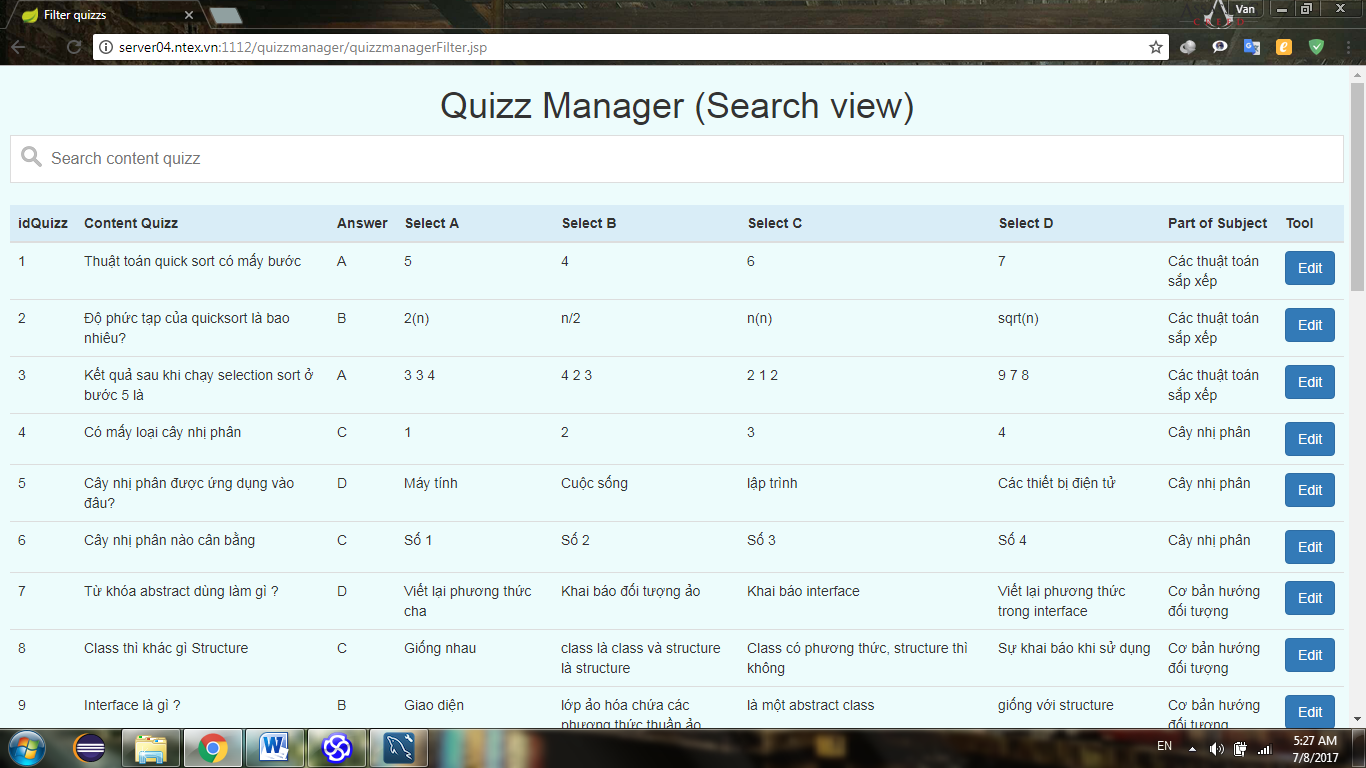 Filter quizzs
Van
server04.ntex.vn:1112/quizzmanager/quizzmanagerFilter.jsp
Quizz Manager (Search view)
Search content quizz
idQuizz Content Quizz Answer Select A Select B Select C Select D Part of Subject Tool
1 Thuật toán quick sort có mấy bước A 5 4 6 7 Các thuật toán Edit
sắp xếp
2 Độ phức tạp của quicksort là bao B 2(n) n/2 n(n) sqrt(n) Các thuật toán Edit
nhiêu? sắp xếp
3 Kết quả sau khi chạy selection sort ở A 3 3 4 4 2 3 2 1 2 9 7 8 Các thuật toán Edit
bước 5 là sắp xếp
4 Có mấy loại cây nhị phân C 1 2 3 4 Cây nhị phân Edit
5 Cây nhị phân được ứng dụng vào D Máy tính Cuộc sống lập trình Các thiết bị điện tử Cây nhị phân Edit
đâu?
6 Cây nhị phân nào cân bằng C Số 1 Số 2 Số 3 Số 4 Cây nhị phân Edit
7 Từ khóa abstract dùng làm gì ? D Viết lại phương thức Khai báo đối tượng ảo Khai báo interface Viết lại phương thức Cơ bản hướng Edit
cha trong interface đối tượng
8 Class thì khác gì Structure C Giống nhau class là class và structure Class có phương thức, structure thì Sự khai báo khi sử dụng Cơ bản hướng Edit
là structure không đối tượng
9 Interface là gì ? B Giao diện lớp ảo hóa chứa các là một abstract class giống với structure Cơ bản hướng Edit
phương thức thuần ảo đối tượng
EN
5:27 AM
7/8/2017